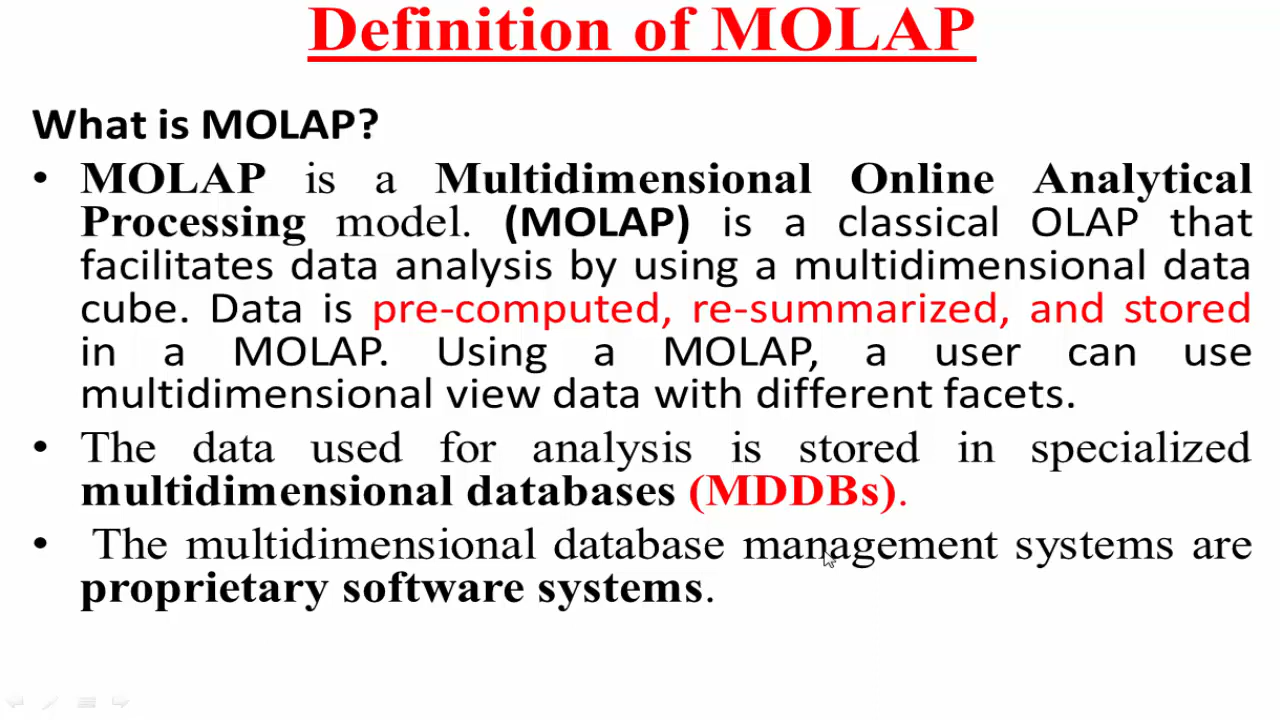 Definition of MOLAP
What is MOLAP?
• MOLAP is a Multidimensional Online Analytical
Processing model. (MOLAP) is a classical OLAP that
facilitates data analysis by using a multidimensional data
cube. Data is pre-computed, re-summarized, and stored
in a MOLAP. Using a MOLAP, a user can use
multidimensional view data with different facets.
• The data used for analysis is stored in specialized
multidimensional databases (MDDBs).
• The multidimensional database management systems are
proprietary software systems.